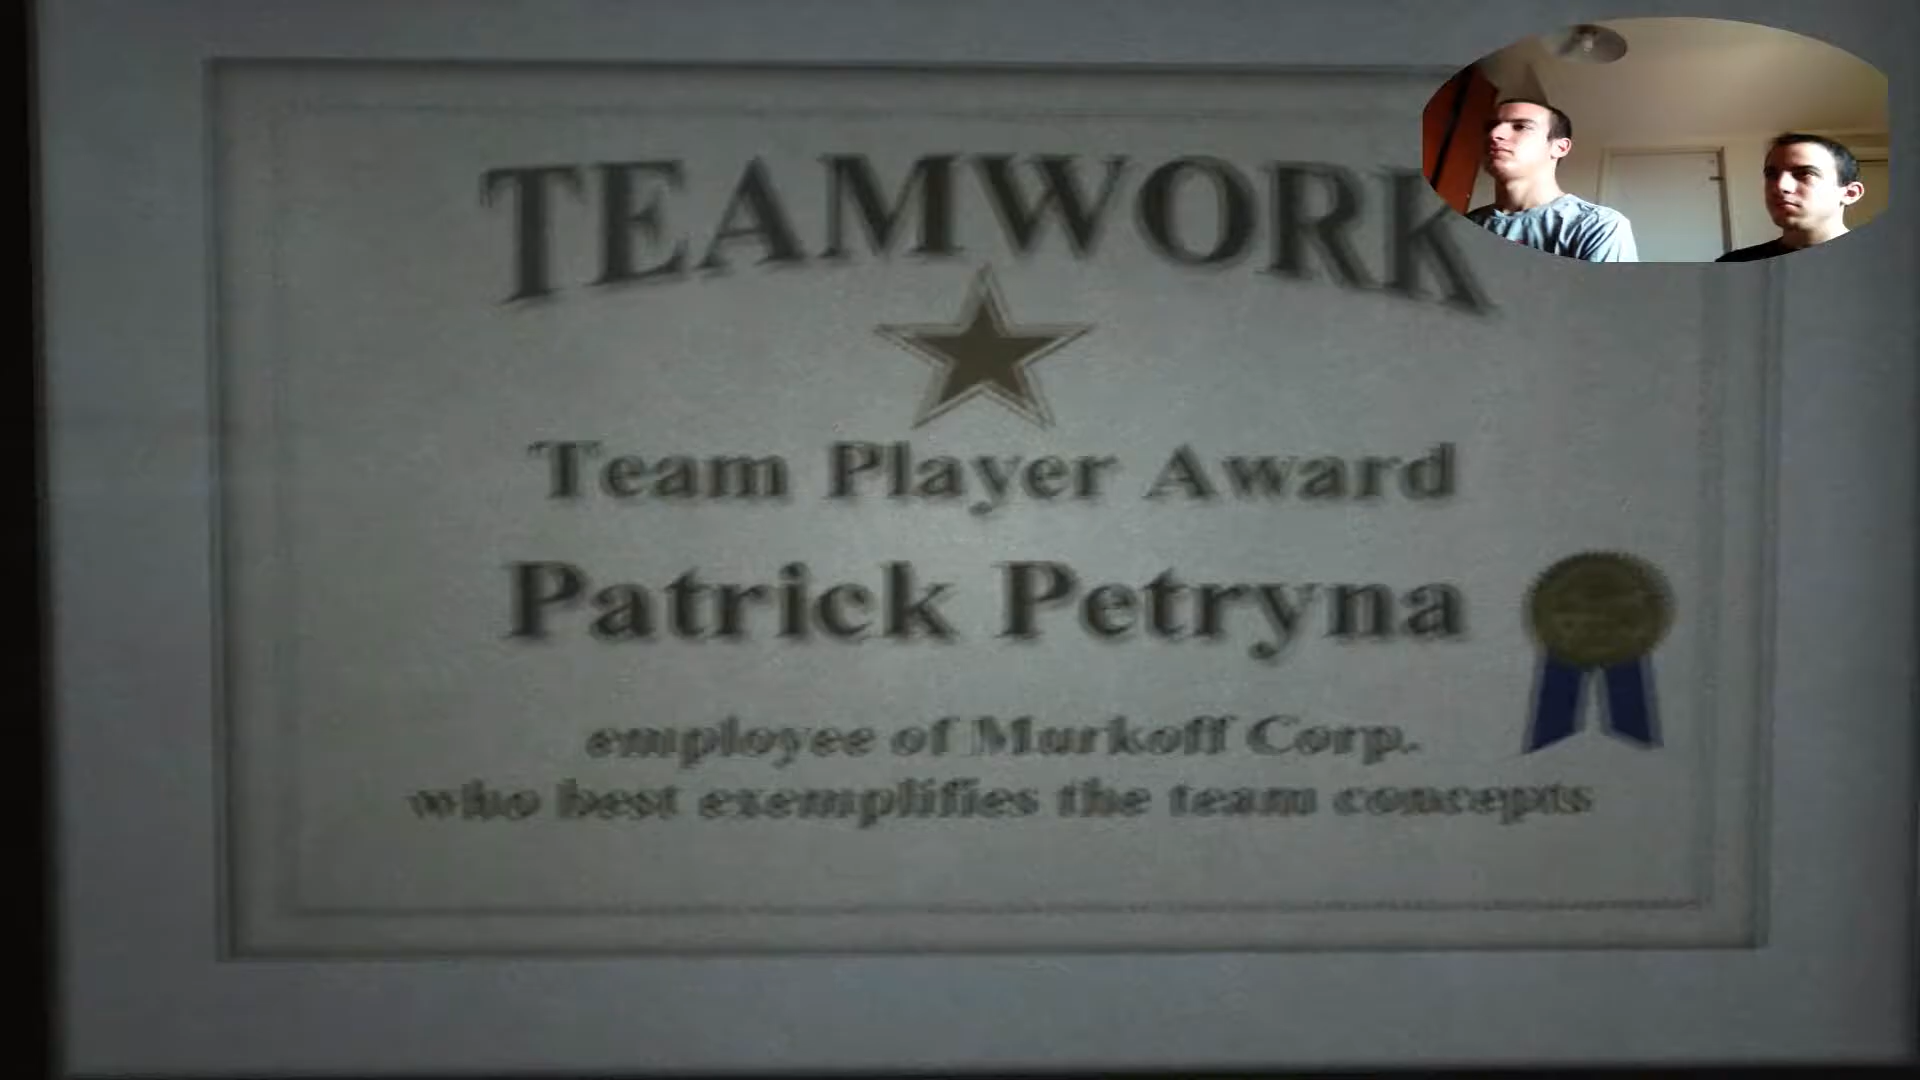 TEAMWORK
Team Player Award
Patrick Petryna
employee of Murkoff Corp.
who best exemplifies the team concepts